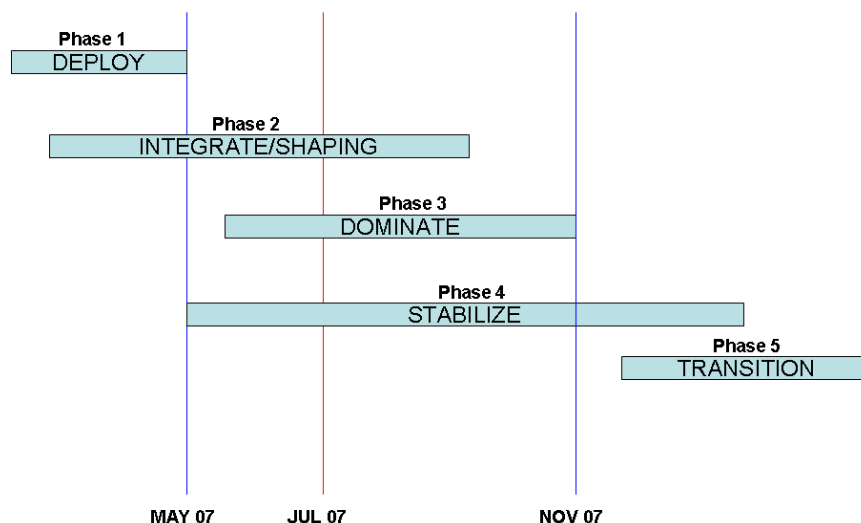 Phase 1
DEPLOY
Phase 2
INTEGRATE/SHAPING
Phase 3
DOMINATE
Phase 4
STABILIZE
Phase 5
TRANSITION
MAY 07
JUL 07
NOV 07